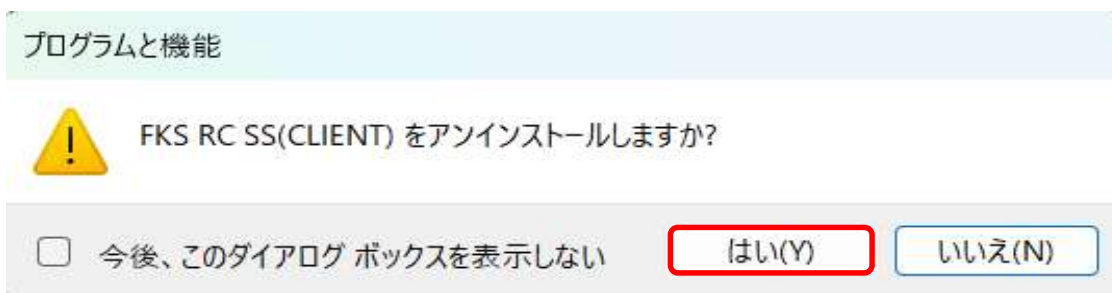 プログラムと機能
FKS RC SS(CLIENT) をアンインストールしますか?
今後、このダイアログ ボックスを表示しない
はい(Y)
いいえ(N)